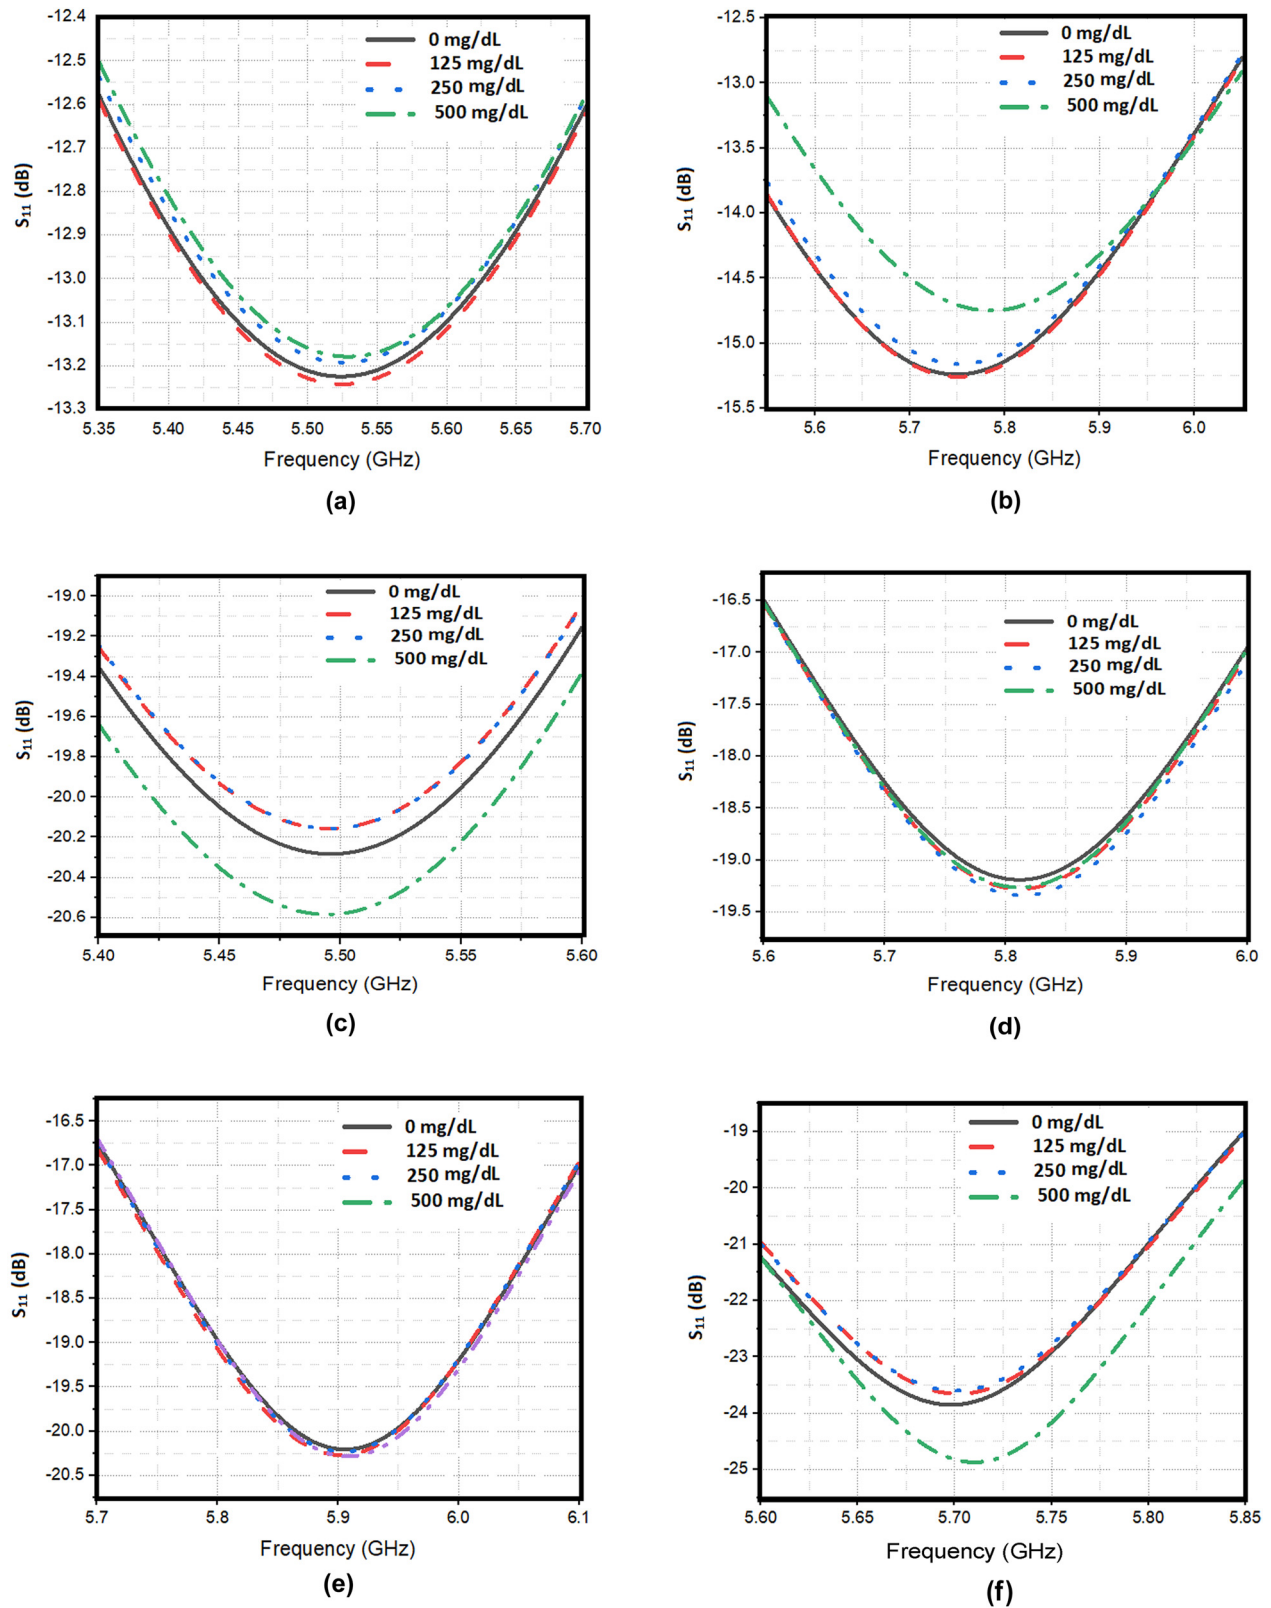 -12.4
-12.5
-12.6
-12.7
-12.8
-12.9
-13.0
-13.1
-13.2
-13.3
S11 (dB)
0 mg/dL
125 mg/dL
250 mg/dL
500 mg/dL
5.35 5.40 5.45 5.50 5.55 5.60 5.65 5.70
Frequency (GHz)
(a)
-12.5
-13.0
-13.5
-14.0
-14.5
-15.0
-15.5
S11 (dB)
0 mg/dL
125 mg/dL
250 mg/dL
500 mg/dL
5.6 5.7 5.8 5.9 6.0
Frequency (GHz)
(b)
-19.0
-19.2
-19.4
-19.6
-19.8
-20.0
-20.2
-20.4
-20.6
S11 (dB)
0 mg/dL
125 mg/dL
250 mg/dL
500 mg/dL
5.40 5.45 5.50 5.55 5.60
Frequency (GHz)
(c)
-16.5
-17.0
-17.5
-18.0
-18.5
-19.0
-19.5
S11 (dB)
0 mg/dL
125 mg/dL
250 mg/dL
500 mg/dL
5.6 5.7 5.8 5.9 6.0
Frequency (GHz)
(d)
-16.5
-17.0
-17.5
-18.0
-18.5
-19.0
-19.5
-20.0
-20.5
S11 (dB)
0 mg/dL
125 mg/dL
250 mg/dL
500 mg/dL
5.7 5.8 5.9 6.0 6.1
Frequency (GHz)
(e)
-19
-20
-21
-22
-23
-24
-25
S11 (dB)
0 mg/dL
125 mg/dL
250 mg/dL
500 mg/dL
5.60 5.65 5.70 5.75 5.80 5.85
Frequency (GHz)
(f)